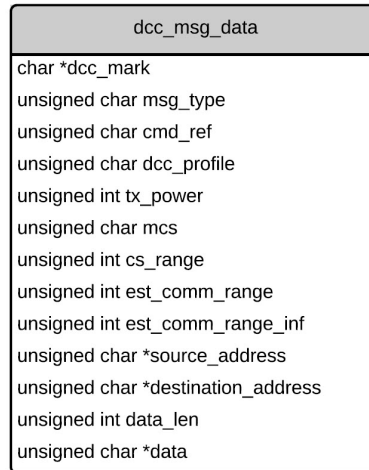 dcc_msg_data
char *dcc_mark
unsigned char msg_type
unsigned char cmd_ref
unsigned char dcc_profile
unsigned int tx_power
unsigned char mcs
unsigned int cs_range
unsigned int est_comm_range
unsigned int est_comm_range_inf
unsigned char *source_address
unsigned char *destination_address
unsigned int data_len
unsigned char *data